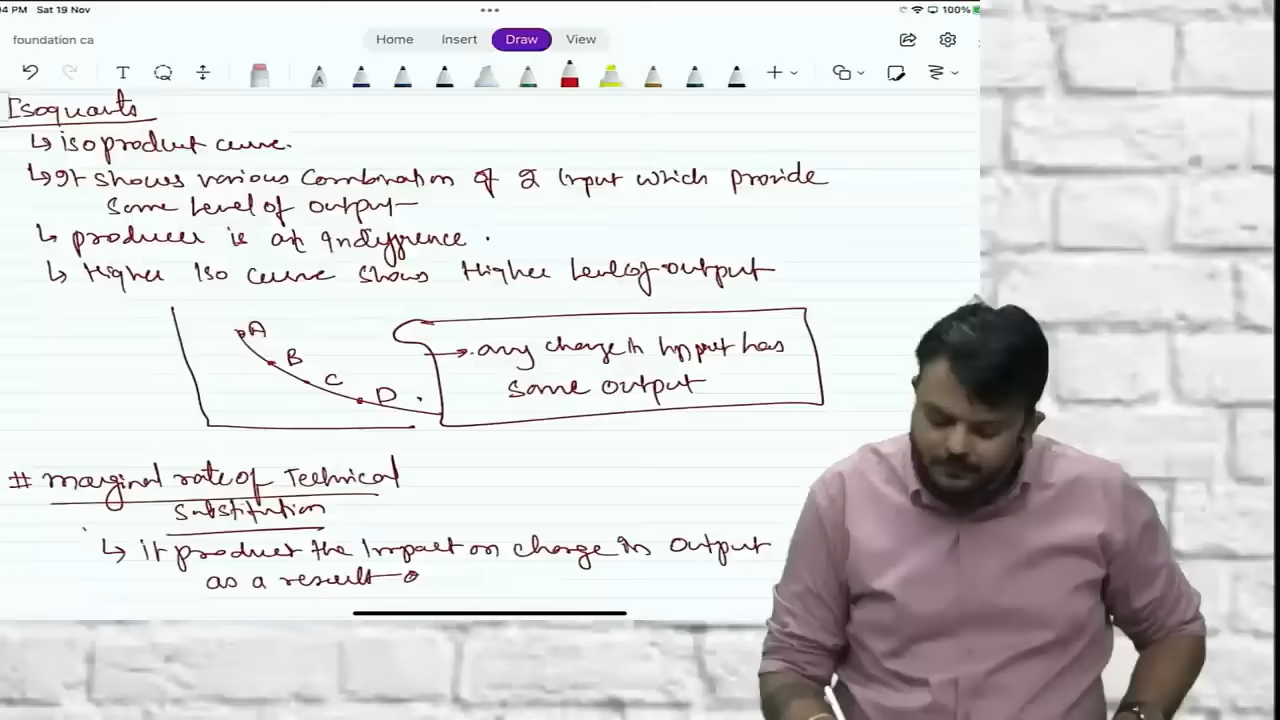 4 PM Sat 19 Nov
100%
foundation ca
Home Insert Draw View
Isoquants
↳ isoproduct curve.
↳ It shows various Combination of 2 Input which provide
Same Level of output
↳ producer is an Indifference .
↳ Higher Iso curve shows Higher Level of output
A
B
C
D
→ any change in Input has
same output
# marginal rate of Technical
Substitution
↳ it product the Impact on change in output
as a result o